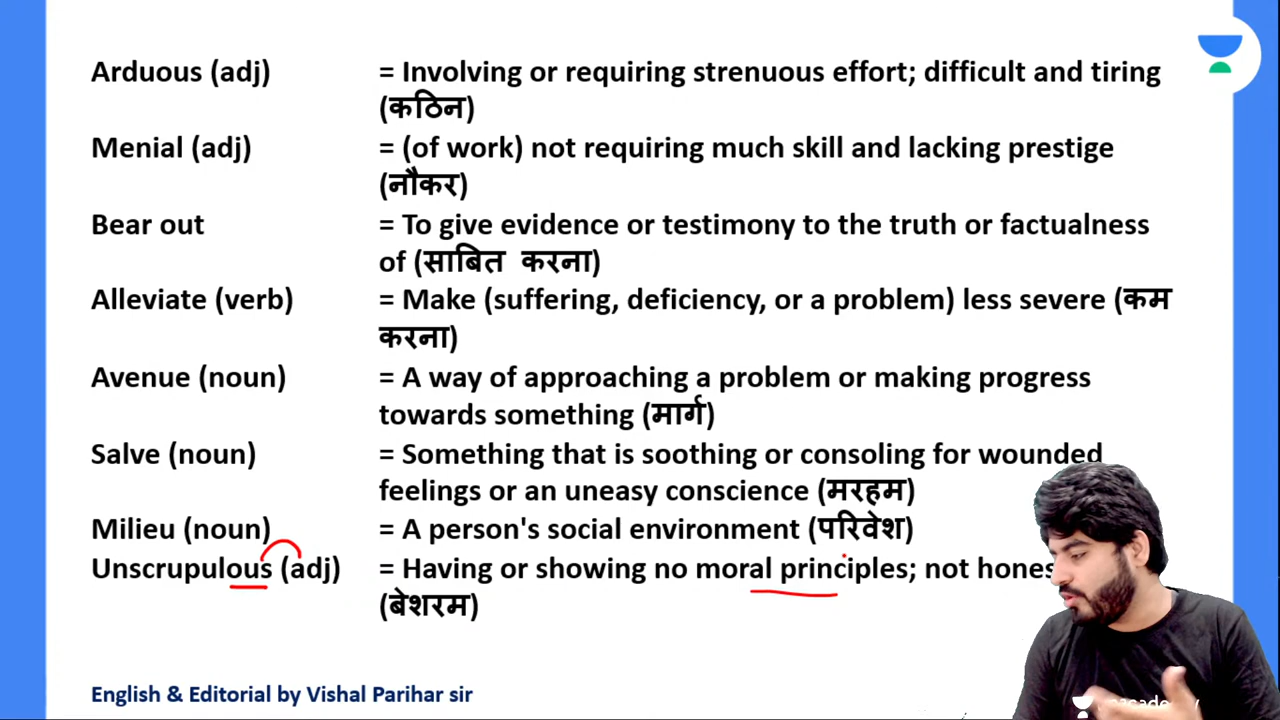 Arduous (adj) = Involving or requiring strenuous effort; difficult and tiring
(कठिन)
Menial (adj) = (of work) not requiring much skill and lacking prestige
(नौकर)
Bear out = To give evidence or testimony to the truth or factualness
of (साबित करना)
Alleviate (verb) = Make (suffering, deficiency, or a problem) less severe (कम
करना)
Avenue (noun) = A way of approaching a problem or making progress
towards something (मार्ग)
Salve (noun) = Something that is soothing or consoling for wounded
feelings or an uneasy conscience (मरहम)
Milieu (noun) = A person's social environment (परिवेश)
Unscrupulous (adj) = Having or showing no moral principles; not hones
(बेशरम)
English & Editorial by Vishal Parihar sir